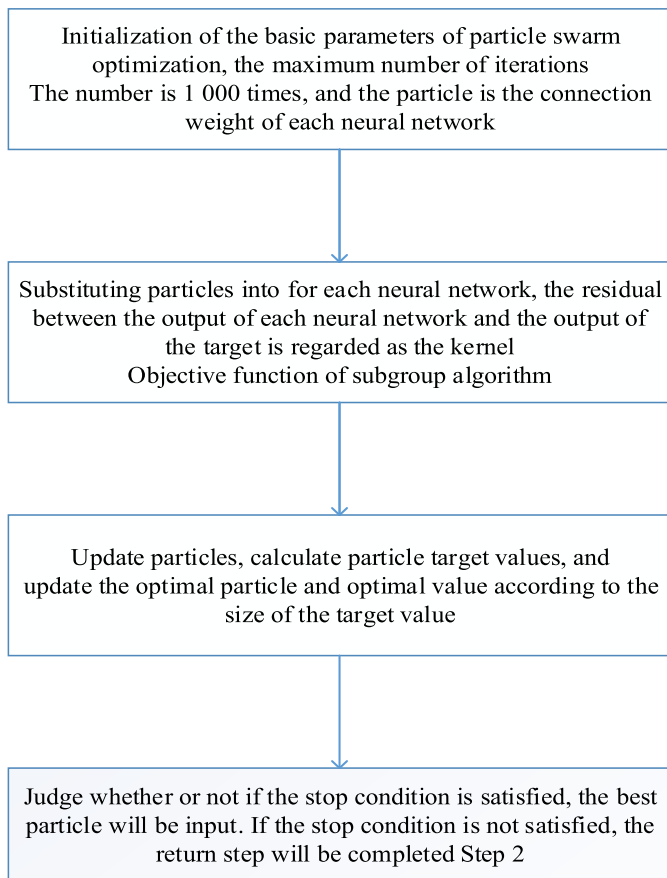 Initialization of the basic parameters of particle swarm
optimization, the maximum number of iterations
The number is 1 000 times, and the particle is the connection
weight of each neural network
Substituting particles into for each neural network, the residual
between the output of each neural network and the output of
the target is regarded as the kernel
Objective function of subgroup algorithm
Update particles, calculate particle target values, and
update the optimal particle and optimal value according to the
size of the target value
Judge whether or not if the stop condition is satisfied, the best
particle will be input. If the stop condition is not satisfied, the
return step will be completed Step 2